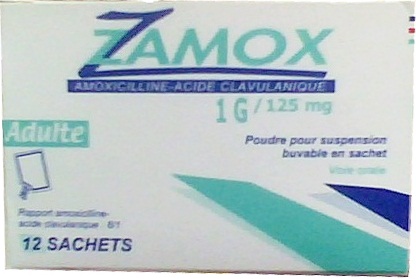 ZAMOX
AMOXICILLINE-ACIDE CLAVULANIQUE
1 G / 125 mg
Adulte
Poudre pour suspension
buvable en sachet
Voie orale
Rapport amoxicilline-
acide clavulanique 8/1
12 SACHETS